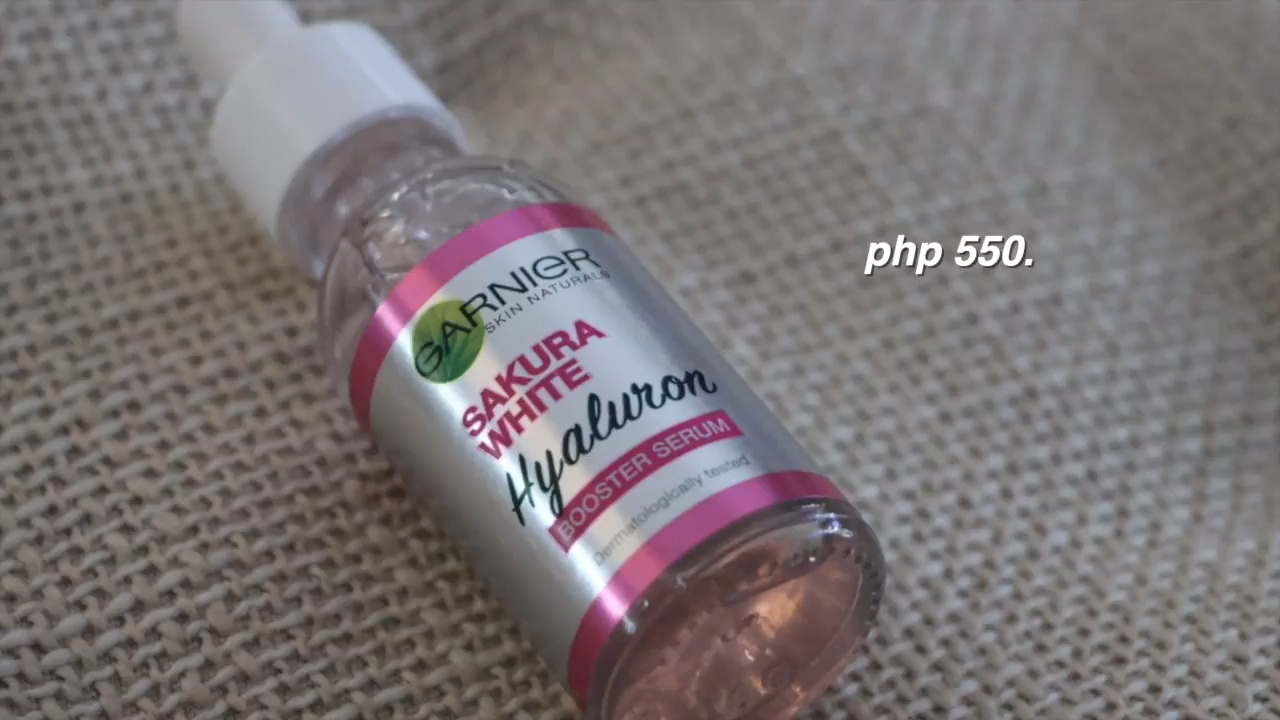 GARNIER
SKIN NATURALS
SAKURA
WHITE
Hyaluron
BOOSTER SERUM
Dermatologically tested
php 550.